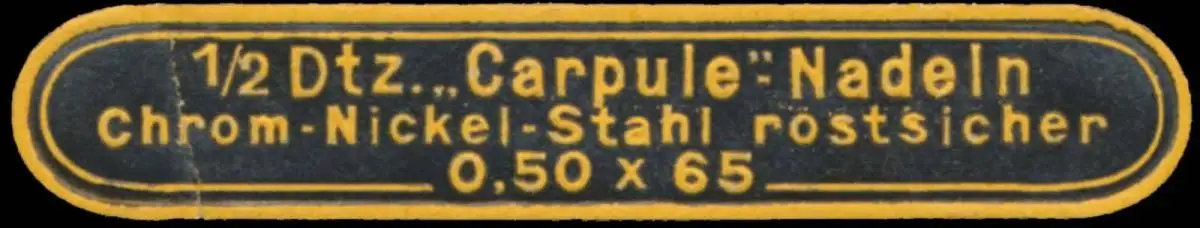 1/2 Dtz. „Carpule"-Nadeln
Chrom-Nickel-Stahl röstsicher
0,50 x 65